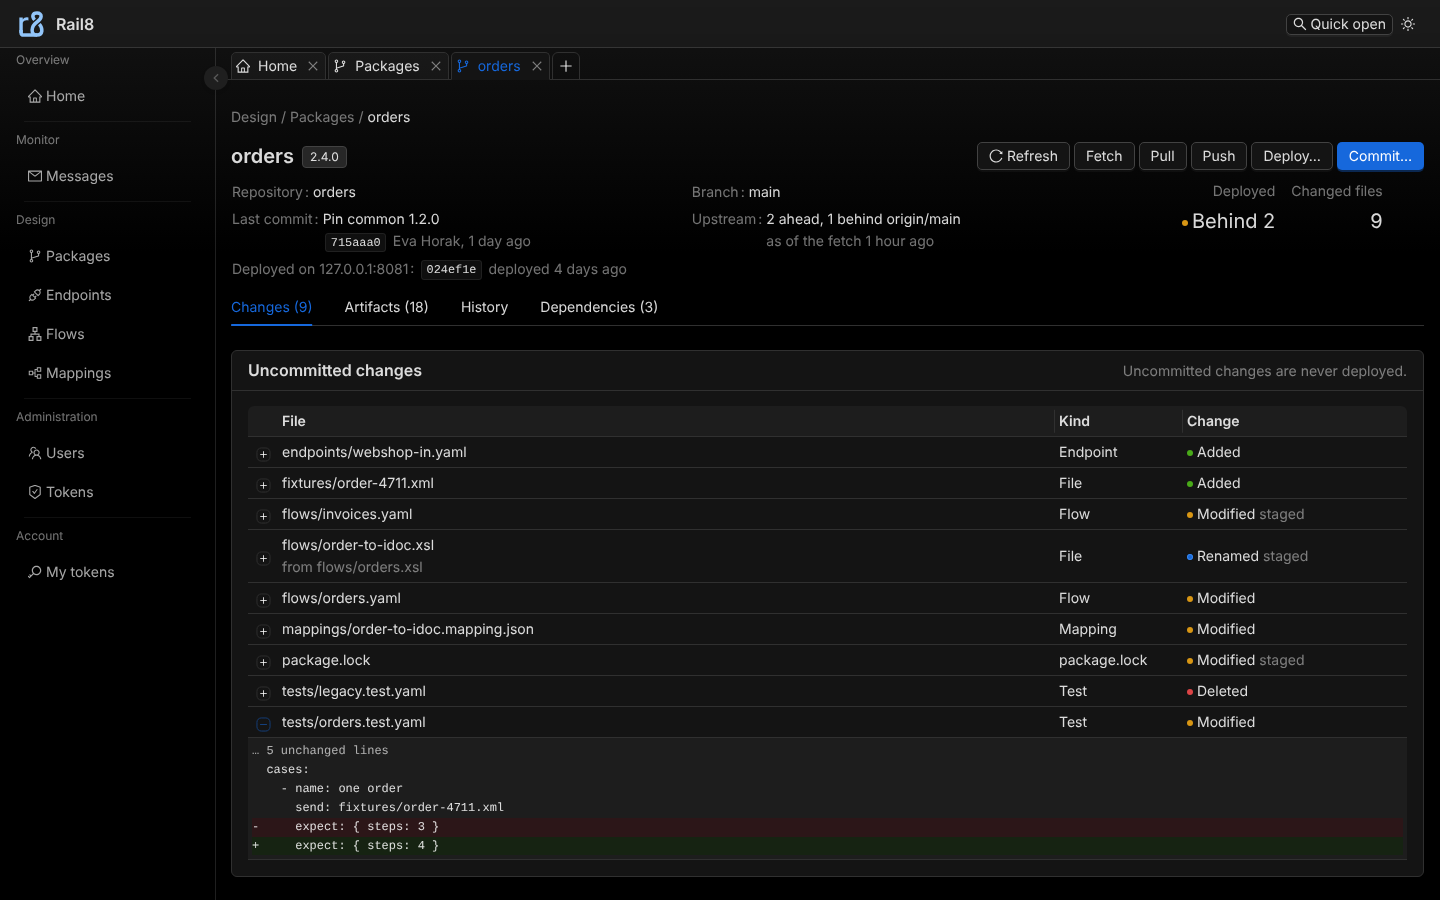 r8 Rail8
Quick open
Overview
Home
Monitor
Messages
Design
Packages
Endpoints
Flows
Mappings
Administration
Users
Tokens
Account
My tokens
Home
Packages
orders
Design / Packages / orders
orders 2.4.0
Refresh Fetch Pull Push Deploy... Commit...
Repository: orders
Branch: main
Last commit: Pin common 1.2.0
715aaa0 Eva Horak, 1 day ago
Upstream: 2 ahead, 1 behind origin/main
as of the fetch 1 hour ago
Deployed
Behind 2
Changed files
9
Deployed on 127.0.0.1:8081: 024ef1e deployed 4 days ago
Changes (9) Artifacts (18) History Dependencies (3)
Uncommitted changes Uncommitted changes are never deployed.
File Kind Change
endpoints/webshop-in.yaml Endpoint Added
fixtures/order-4711.xml File Added
flows/invoices.yaml Flow Modified staged
flows/order-to-idoc.xsl
from flows/orders.xsl
File Renamed staged
flows/orders.yaml Flow Modified
mappings/order-to-idoc.mapping.json Mapping Modified
package.lock package.lock Modified staged
tests/legacy.test.yaml Test Deleted
tests/orders.test.yaml Test Modified
… 5 unchanged lines
cases:
- name: one order
send: fixtures/order-4711.xml
- expect: { steps: 3 }
+ expect: { steps: 4 }